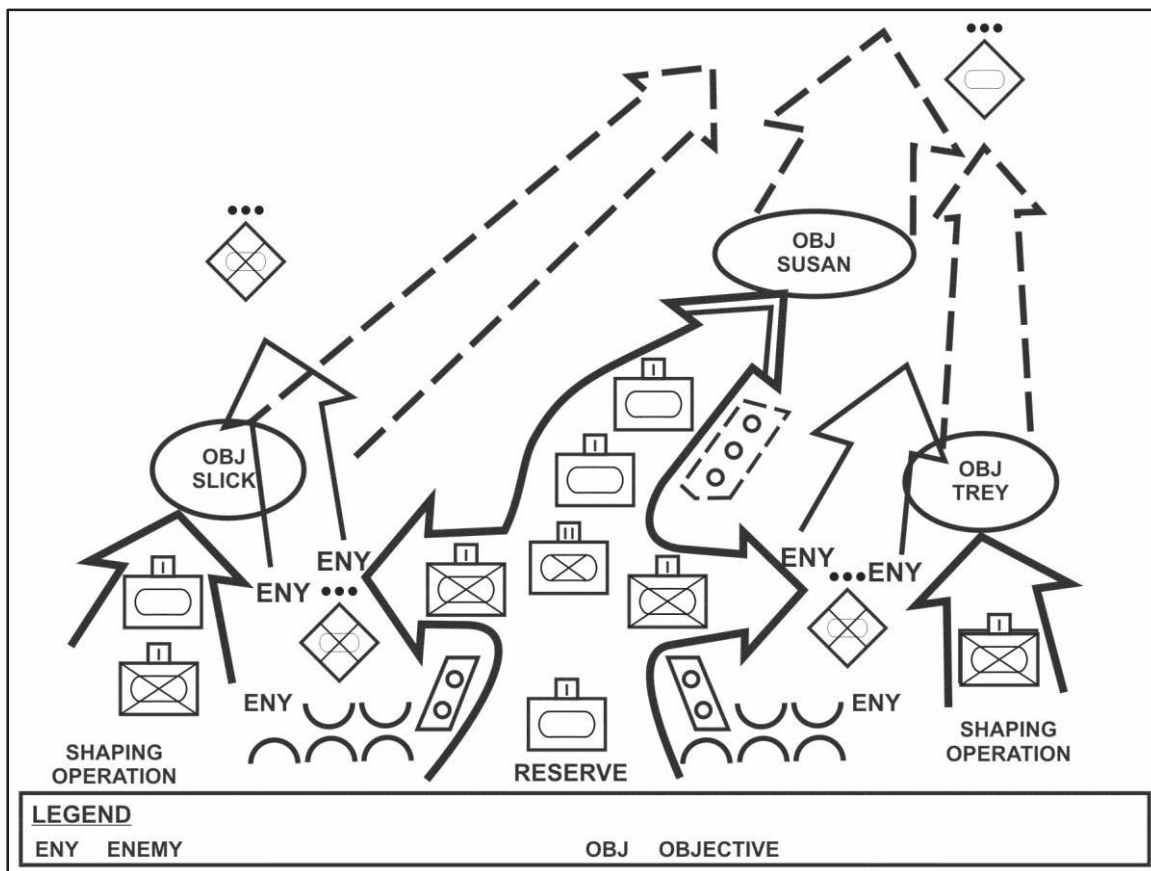 OBJ
SUSAN
OBJ
SLICK
OBJ
TREY
ENY
ENY
ENY
ENY
ENY
ENY
I
I
I
I
II
I
I
I
I
SHAPING
OPERATION
RESERVE
SHAPING
OPERATION
LEGEND
ENY ENEMY OBJ OBJECTIVE